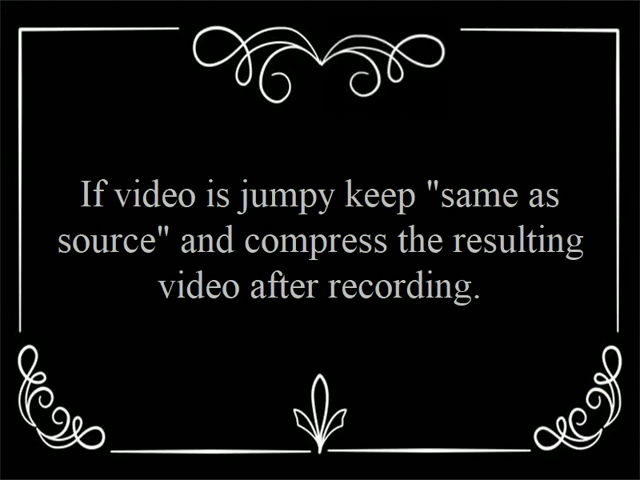 If video is jumpy keep "same as
source" and compress the resulting
video after recording.